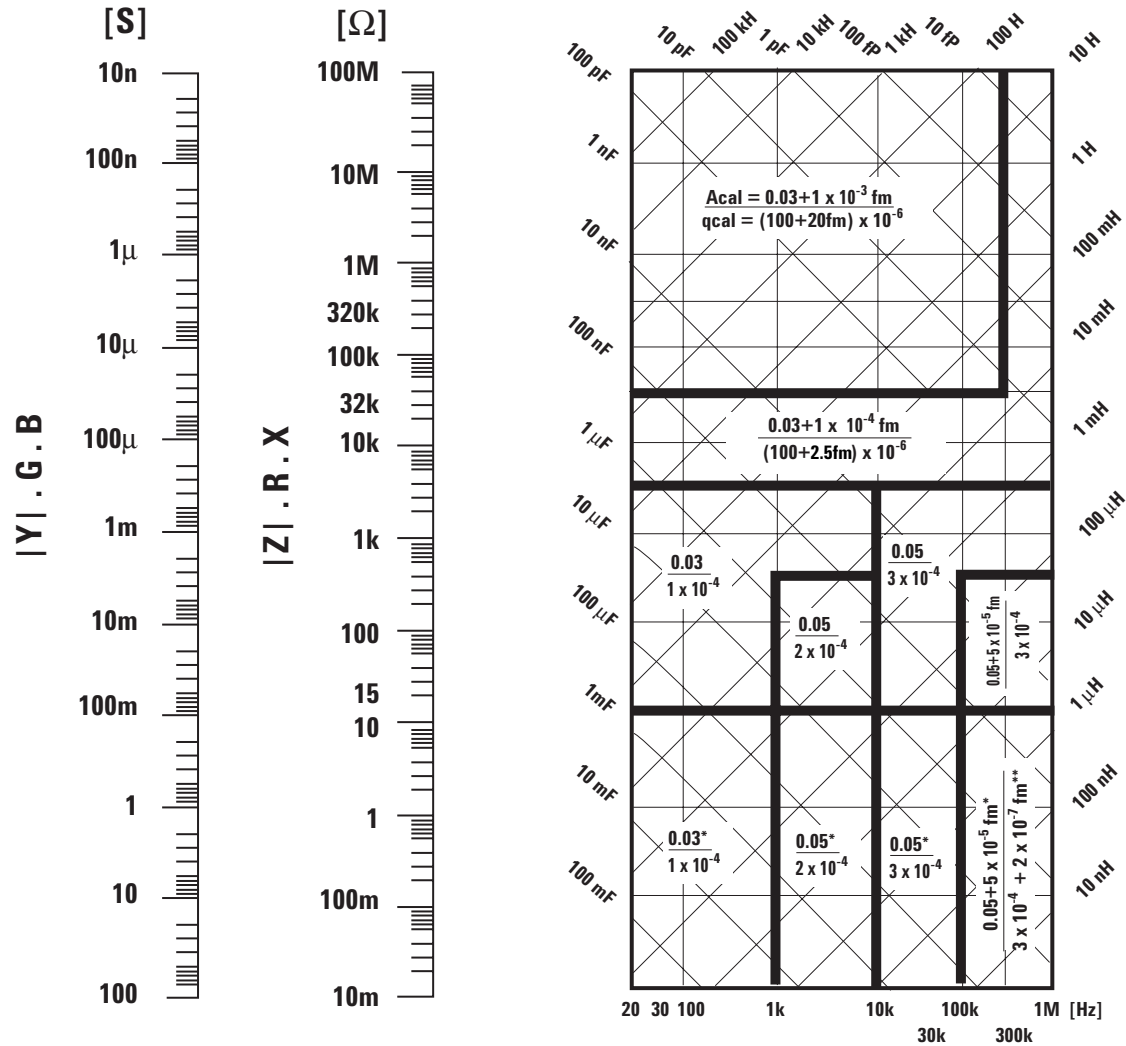 [S]
[Ω]
10n
100n
1μ
10μ
100μ
1m
10m
100m
1
10
100
|Y| . G . B
100M
10M
1M
320k
100k
32k
10k
1k
100
15
10
1
100m
10m
|Z| . R . X
100 pF
10 pF
100 kH
1 pF
10 kH
100 fP
1 kH
10 fP
100 H
10 H
1 nF
10 nF
100 nF
1 μF
10 μF
100 μF
1mF
10 mF
100 mF
1 H
100 mH
10 mH
1 mH
100 μH
10 μH
1 μH
100 nH
10 nH
Acal = 0.03+1 x 10⁻³ fm
qcal = (100+20fm) x 10⁻⁶
0.03+1 x 10⁻⁴ fm
(100+2.5fm) x 10⁻⁶
0.03
1 x 10⁻⁴
0.05
2 x 10⁻⁴
0.05
3 x 10⁻⁴
0.05+5 x 10⁻⁵ fm
3 x 10⁻⁴
0.03*
1 x 10⁻⁴
0.05*
2 x 10⁻⁴
0.05*
3 x 10⁻⁴
0.05+5 x 10⁻⁵ fm*
3 x 10⁻⁴ + 2 x 10⁻⁷ fm**
20 30 100 1k 10k 100k 1M [Hz]
30k 300k